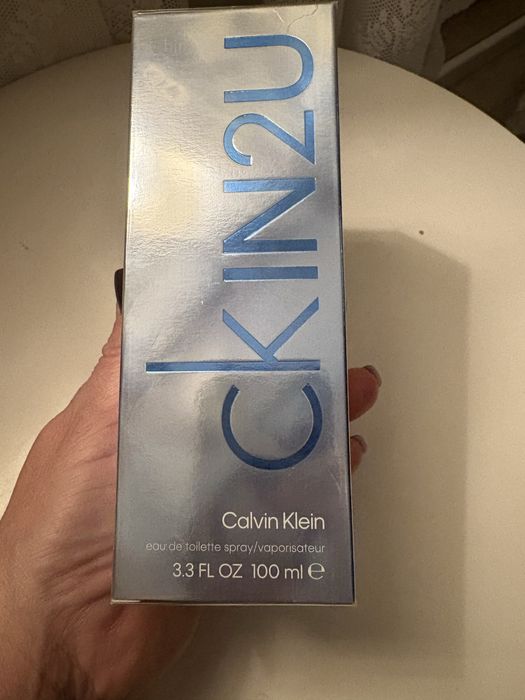 CKIN2U
Calvin Klein
eau de toilette spray/vaporisateur
3.3 FL OZ 100 ml ℮